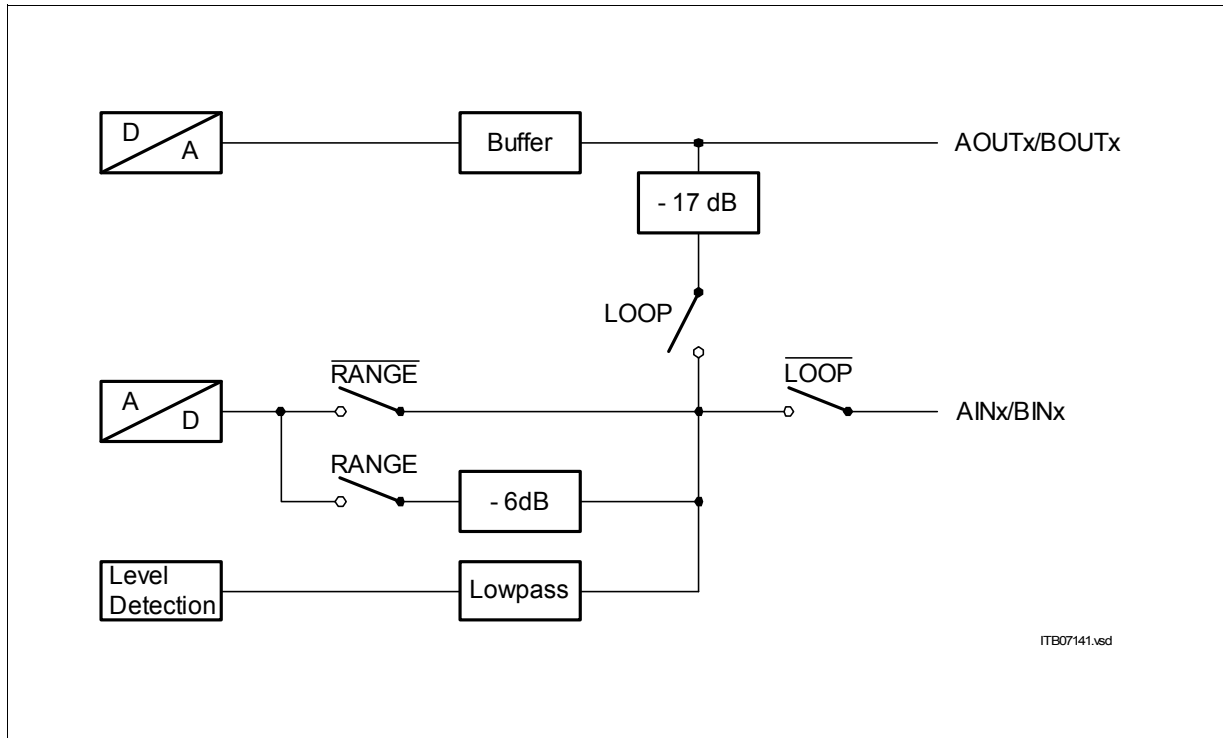 D
A
Buffer
AOUTx/BOUTx
- 17 dB
LOOP
A
D
RANGE
LOOP
AINx/BINx
RANGE
- 6dB
Level
Detection
Lowpass
ITB07141.vsd